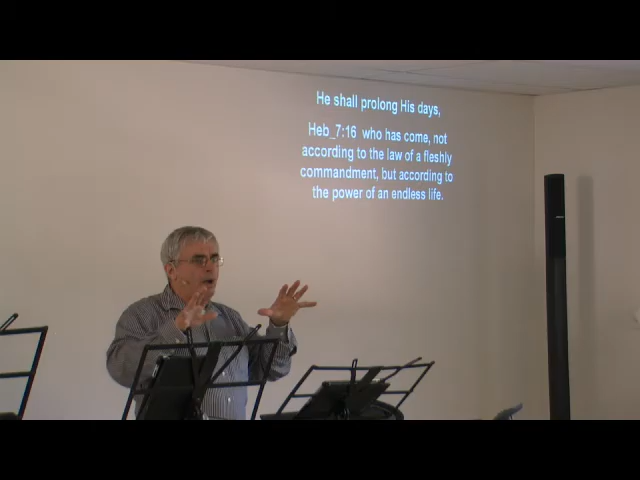 He shall prolong His days,
Heb_7:16 who has come, not
according to the law of a fleshly
commandment, but according to
the power of an endless life.